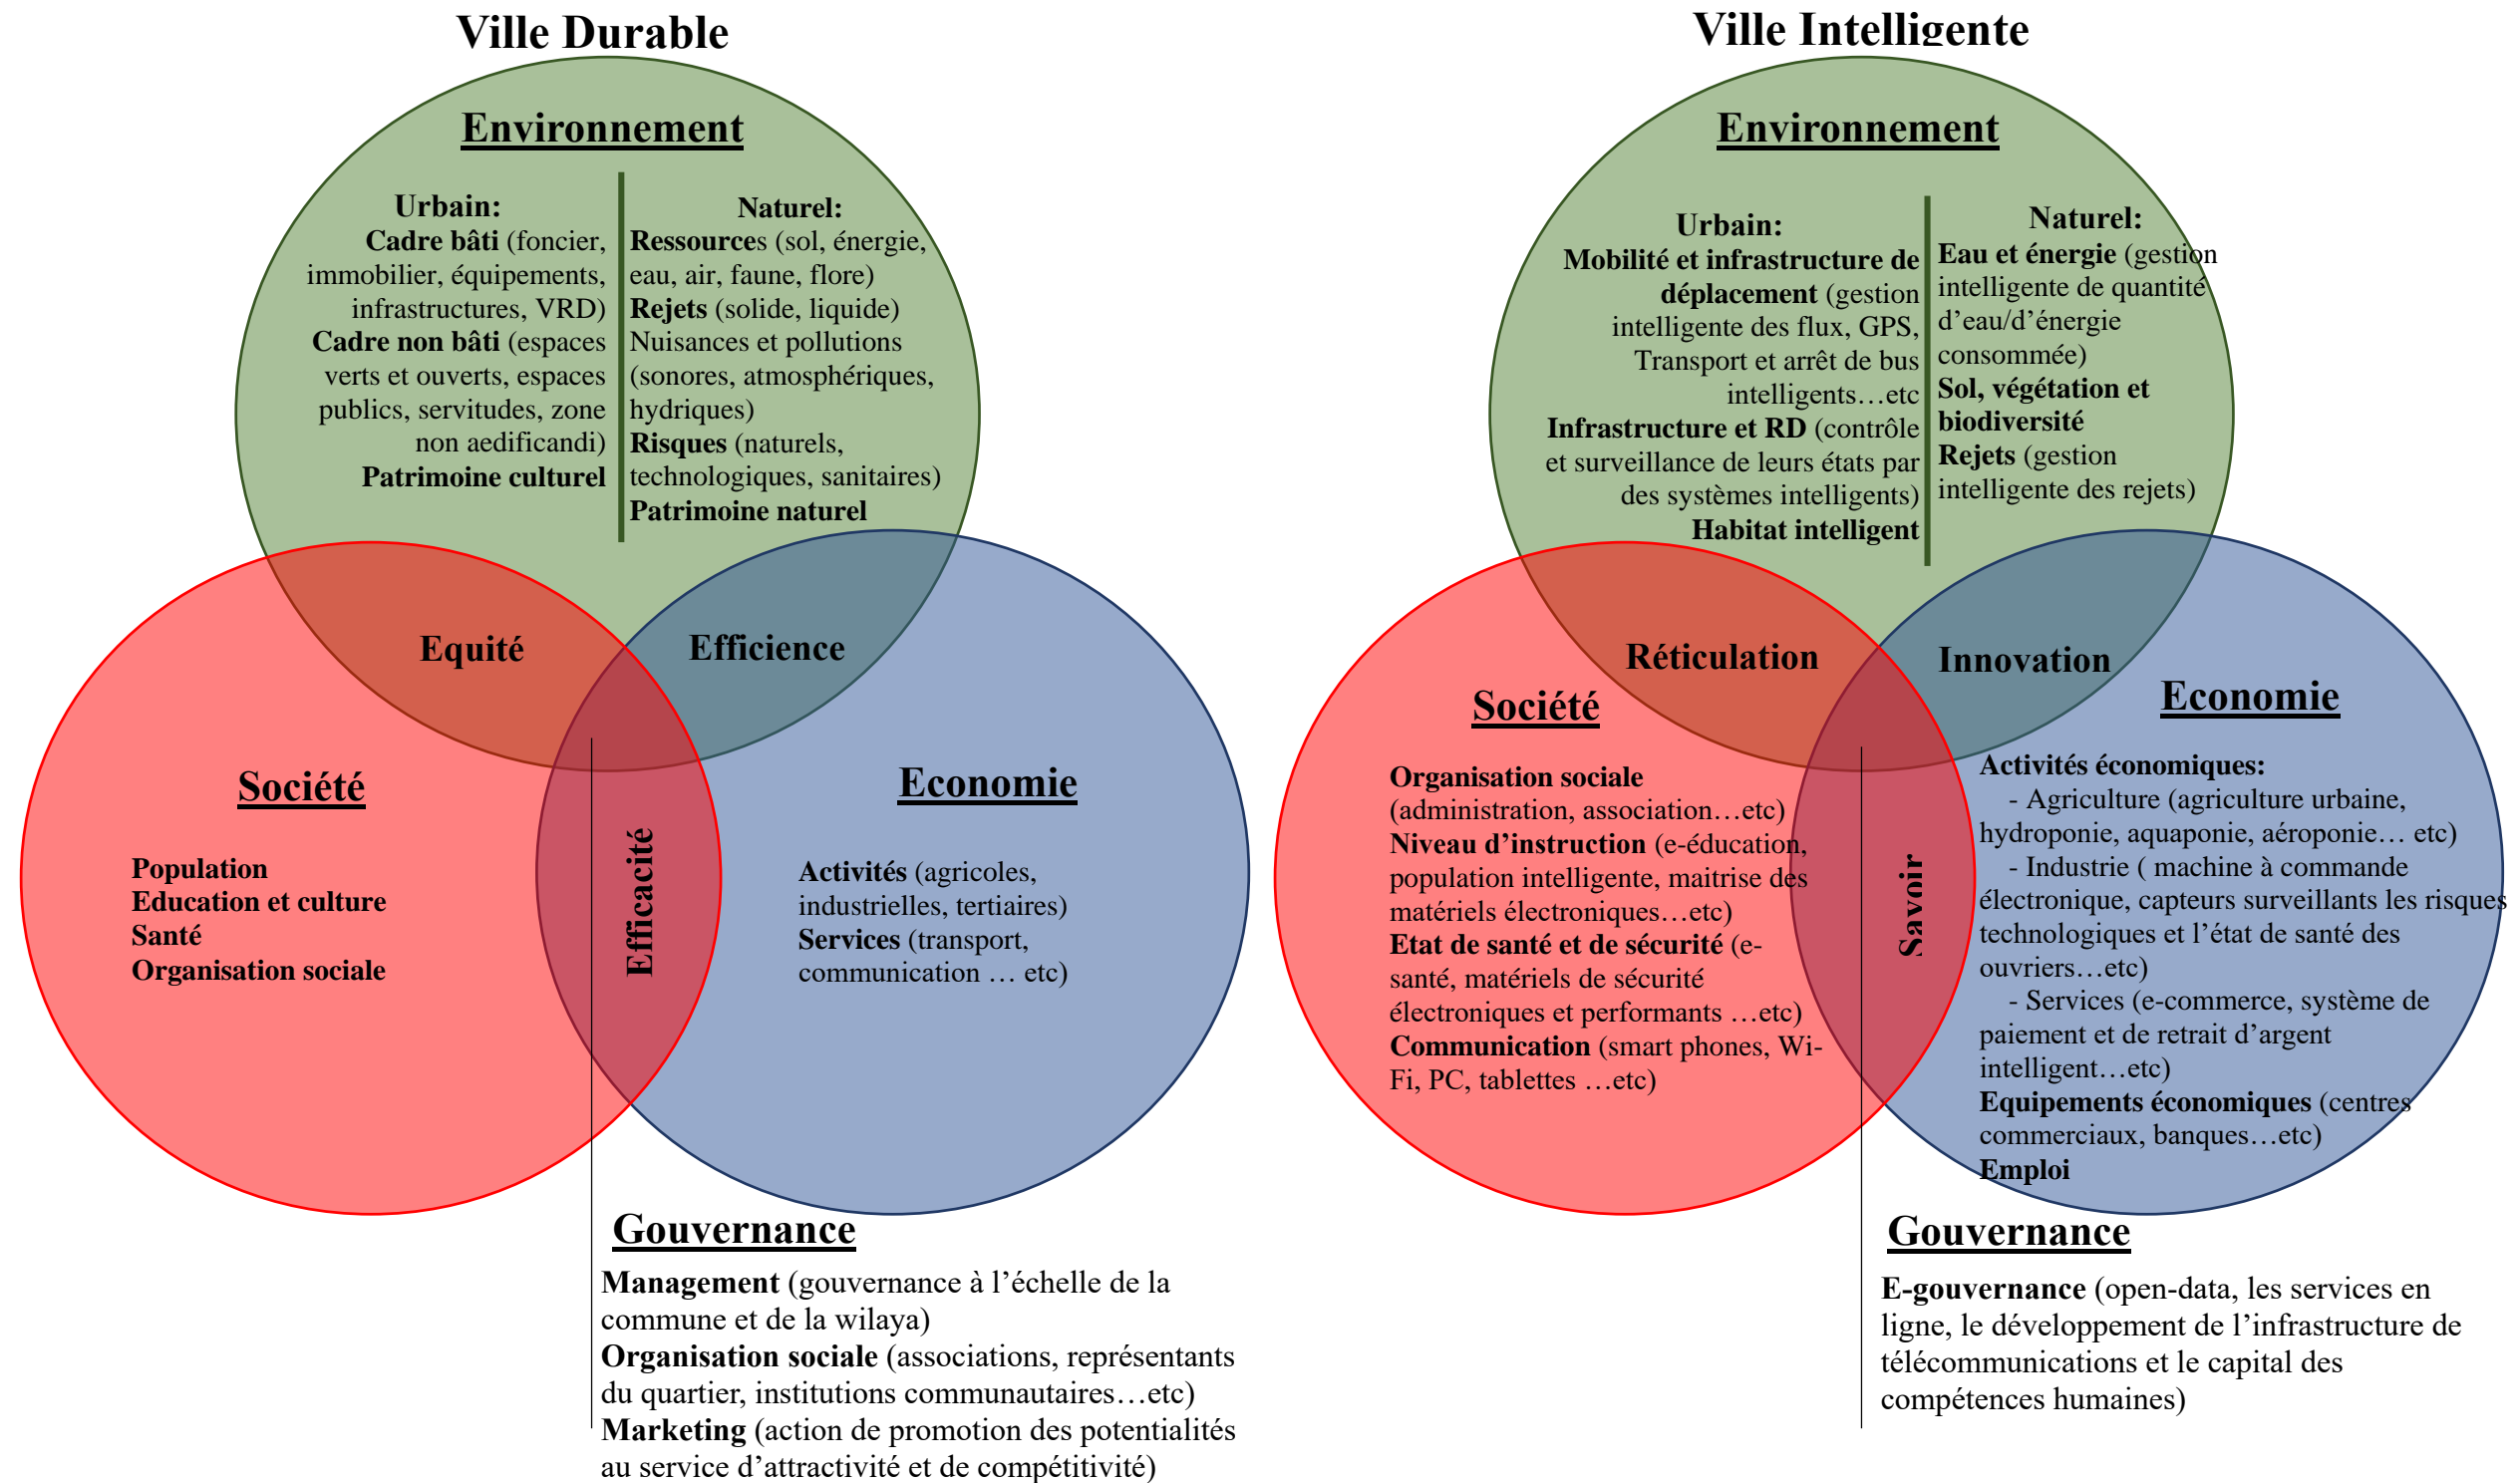 Ville Durable
Environnement
Urbain:
Cadre bâti (foncier,
immobilier, équipements,
infrastructures, VRD)
Cadre non bâti (espaces
verts et ouverts, espaces
publics, servitudes, zone
non aedificandi)
Patrimoine culturel
Naturel:
Ressources (sol, énergie,
eau, air, faune, flore)
Rejets (solide, liquide)
Nuisances et pollutions
(sonores, atmosphériques,
hydriques)
Risques (naturels,
technologiques, sanitaires)
Patrimoine naturel
Equité
Efficience
Société
Population
Education et culture
Santé
Organisation sociale
Efficacité
Economie
Activités (agricoles,
industrielles, tertiaires)
Services (transport,
communication … etc)
Gouvernance
Management (gouvernance à l’échelle de la
commune et de la wilaya)
Organisation sociale (associations, représentants
du quartier, institutions communautaires…etc)
Marketing (action de promotion des potentialités
au service d’attractivité et de compétitivité)
Ville Intelligente
Environnement
Urbain:
Mobilité et infrastructure de
déplacement (gestion
intelligente des flux, GPS,
Transport et arrêt de bus
intelligents…etc
Infrastructure et RD (contrôle
et surveillance de leurs états par
des systèmes intelligents)
Habitat intelligent
Naturel:
Eau et énergie (gestion
intelligente de quantité
d’eau/d’énergie
consommée)
Sol, végétation et
biodiversité
Rejets (gestion
intelligente des rejets)
Réticulation
Innovation
Société
Organisation sociale
(administration, association…etc)
Niveau d’instruction (e-éducation,
population intelligente, maitrise des
matériels électroniques…etc)
Etat de santé et de sécurité (e-
santé, matériels de sécurité
électroniques et performants …etc)
Communication (smart phones, Wi-
Fi, PC, tablettes …etc)
Savoir
Economie
Activités économiques:
- Agriculture (agriculture urbaine,
hydroponie, aquaponie, aéroponie… etc)
- Industrie ( machine à commande
électronique, capteurs surveillants les risques
technologiques et l’état de santé des
ouvriers…etc)
- Services (e-commerce, système de
paiement et de retrait d’argent
intelligent…etc)
Equipements économiques (centres
commerciaux, banques…etc)
Emploi
Gouvernance
E-gouvernance (open-data, les services en
ligne, le développement de l’infrastructure de
télécommunications et le capital des
compétences humaines)